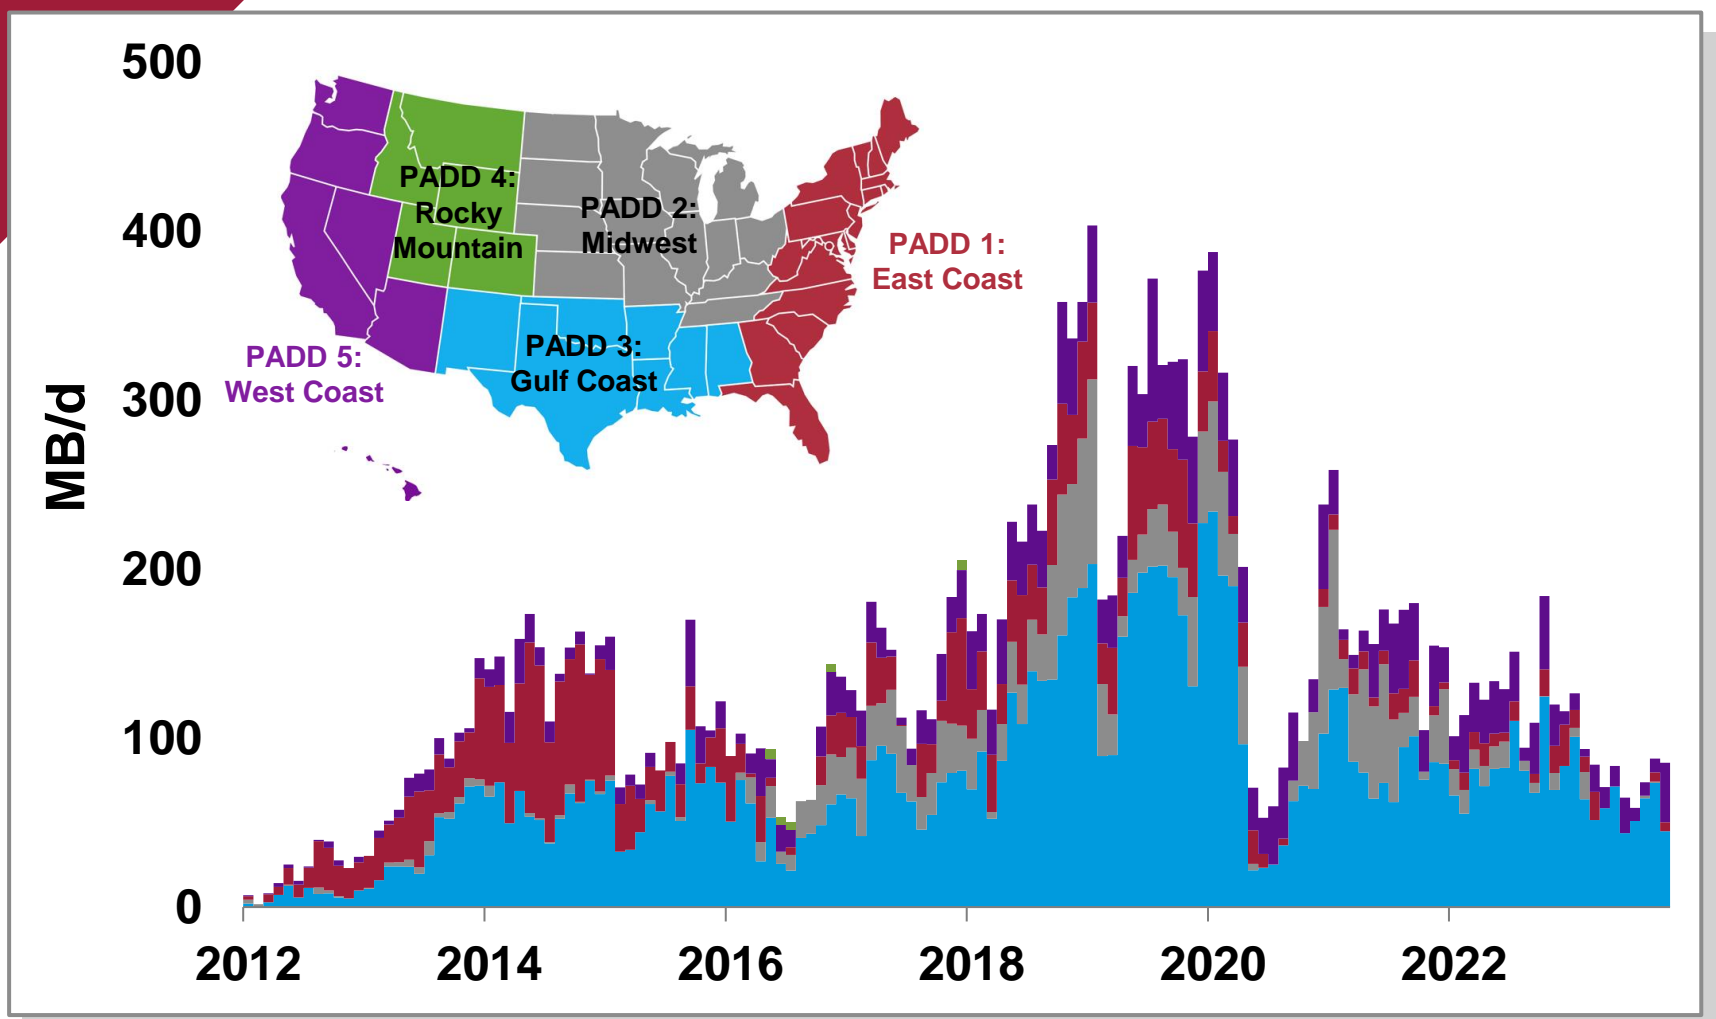 500
400
300
200
100
0
MB/d
PADD 4:
Rocky
Mountain
PADD 2:
Midwest
PADD 1:
East Coast
PADD 3:
Gulf Coast
PADD 5:
West Coast
2012
2014
2016
2018
2020
2022